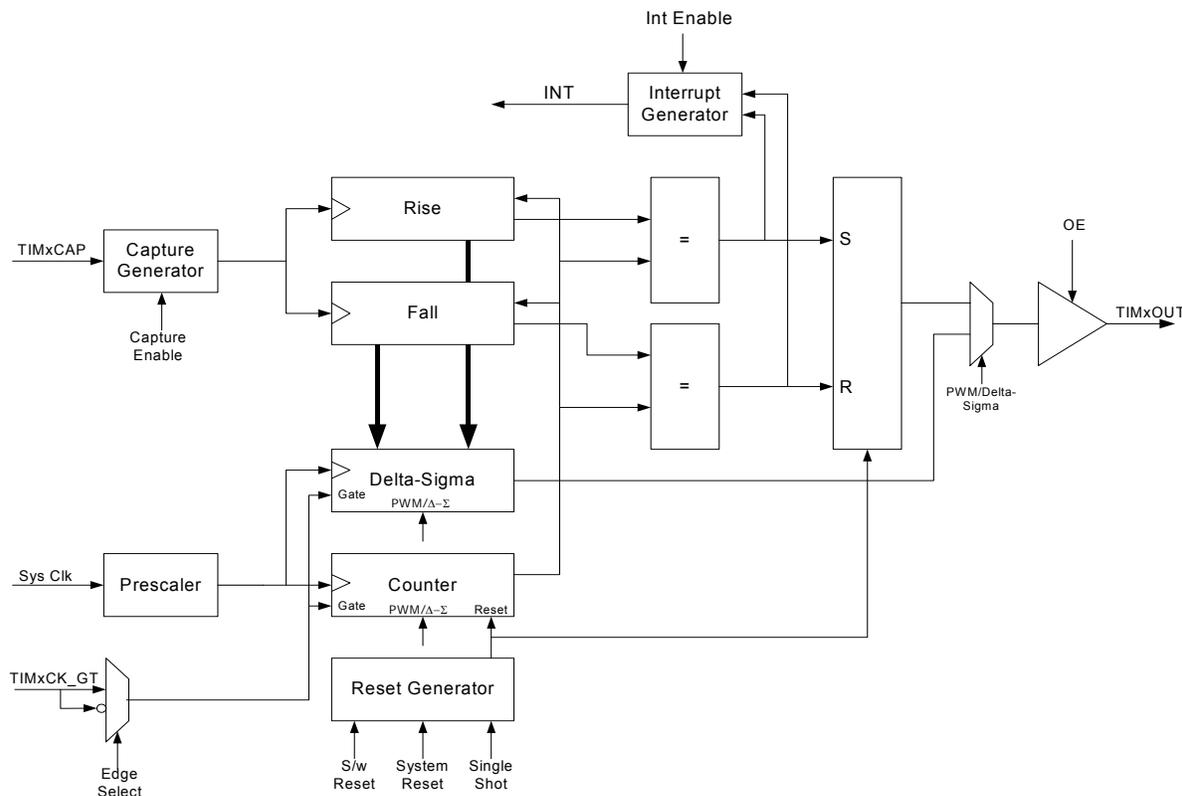 Int Enable
INT
Interrupt
Generator
Rise
TIMxCAP
Capture
Generator
=
S
OE
Fall
TIMxOUT
Capture
Enable
=
R
PWM/Delta-
Sigma
Delta-Sigma
Gate
PWM/Δ−Σ
Sys Clk
Prescaler
Counter
Gate
PWM/Δ−Σ
Reset
TIMxCK_GT
Reset Generator
Edge
Select
S/w
Reset
System
Reset
Single
Shot